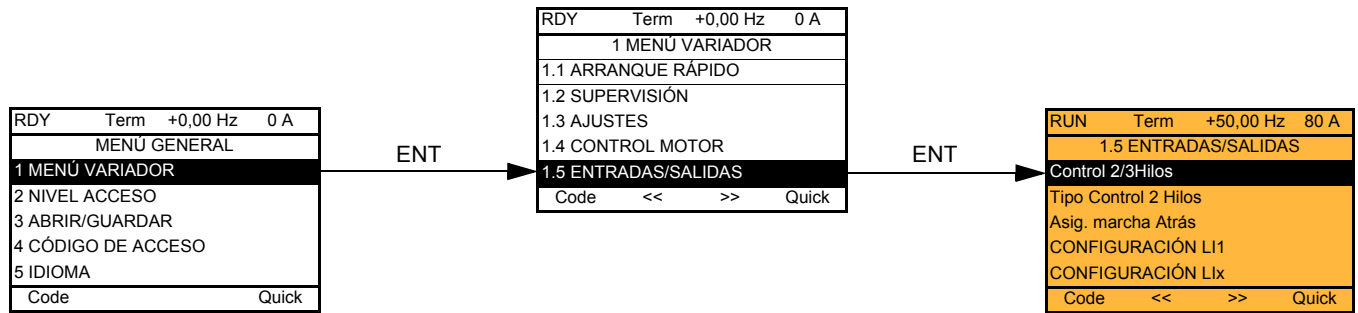 RDY Term +0,00 Hz 0 A
MENÚ GENERAL
1 MENÚ VARIADOR
2 NIVEL ACCESO
3 ABRIR/GUARDAR
4 CÓDIGO DE ACCESO
5 IDIOMA
Code Quick
ENT
RDY Term +0,00 Hz 0 A
1 MENÚ VARIADOR
1.1 ARRANQUE RÁPIDO
1.2 SUPERVISIÓN
1.3 AJUSTES
1.4 CONTROL MOTOR
1.5 ENTRADAS/SALIDAS
Code << >> Quick
ENT
RUN Term +50,00 Hz 80 A
1.5 ENTRADAS/SALIDAS
Control 2/3Hilos
Tipo Control 2 Hilos
Asig. marcha Atrás
CONFIGURACIÓN LI1
CONFIGURACIÓN LIx
Code << >> Quick